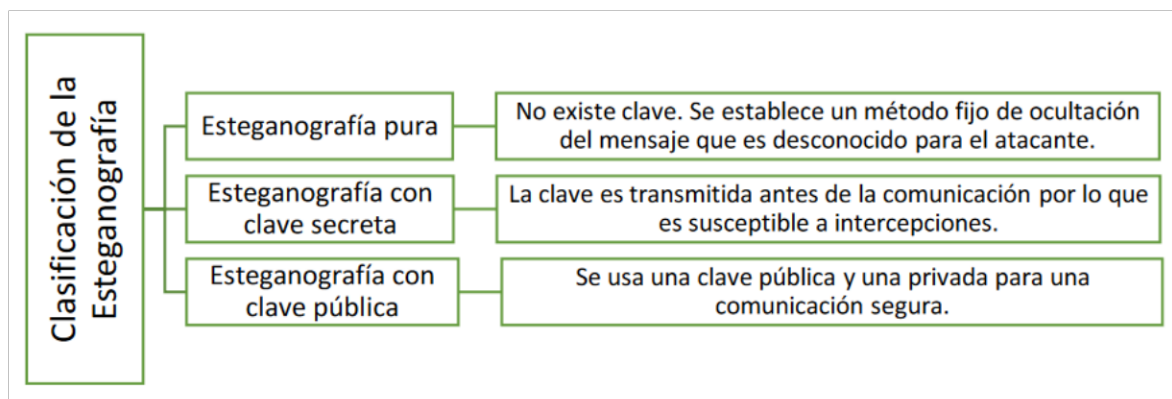 Clasificación de la
Esteganografía
Esteganografía pura
No existe clave. Se establece un método fijo de ocultación
del mensaje que es desconocido para el atacante.
Esteganografía con
clave secreta
La clave es transmitida antes de la comunicación por lo que
es susceptible a intercepciones.
Esteganografía con
clave pública
Se usa una clave pública y una privada para una
comunicación segura.